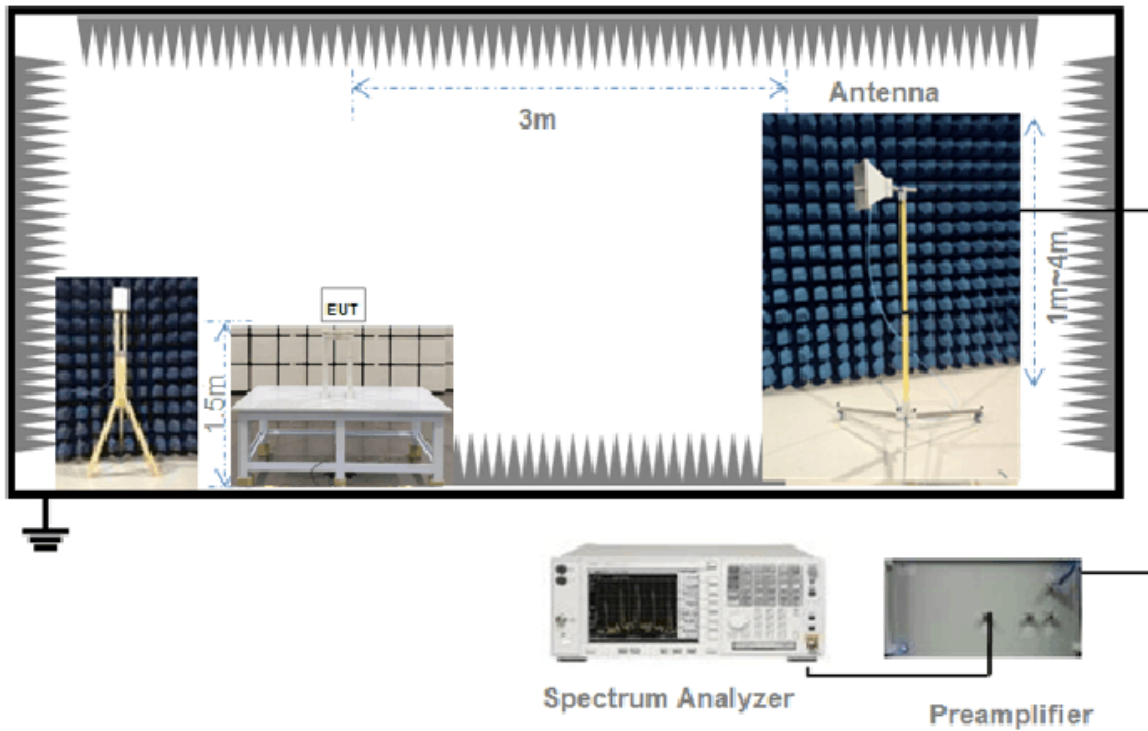 Antenna
3m
1m~4m
EUT
1.5m
Spectrum Analyzer
Preamplifier